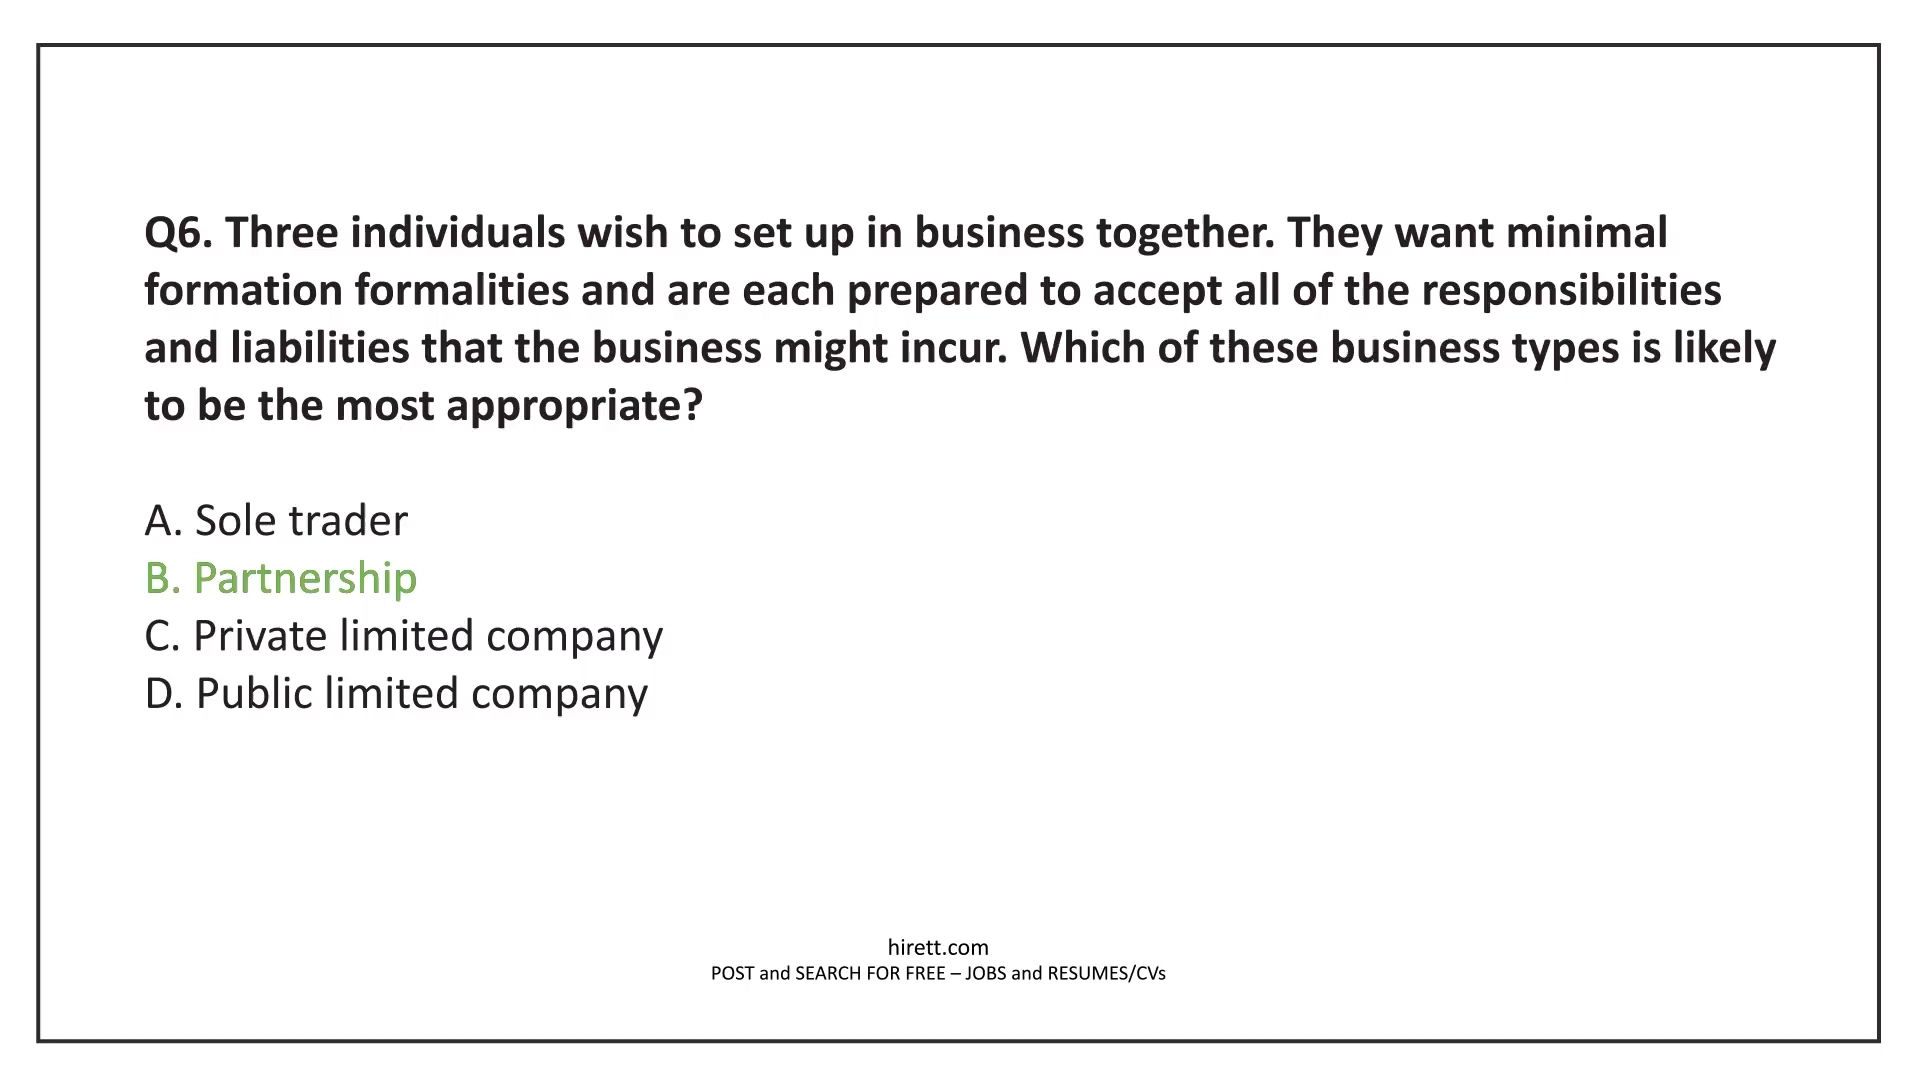 Q6. Three individuals wish to set up in business together. They want minimal
formation formalities and are each prepared to accept all of the responsibilities
and liabilities that the business might incur. Which of these business types is likely
to be the most appropriate?
A. Sole trader
B. Partnership
C. Private limited company
D. Public limited company
hirett.com
POST and SEARCH FOR FREE – JOBS and RESUMES/CVs